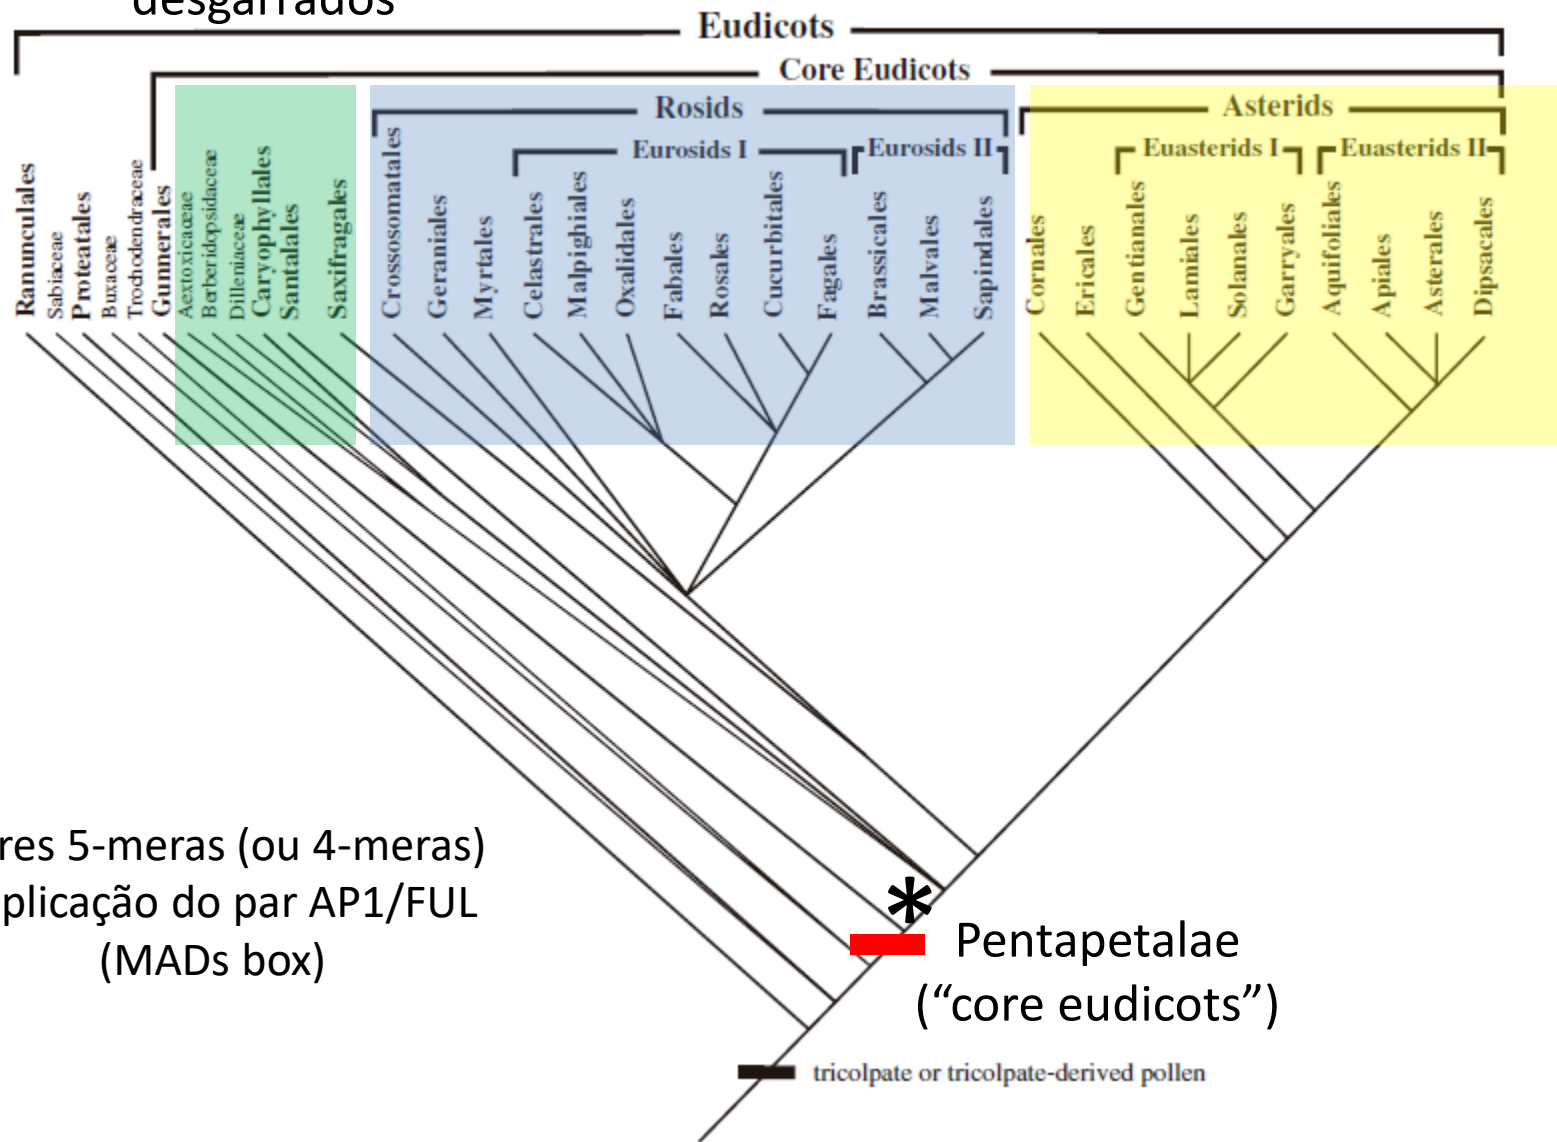 desgarrados
Eudicots
Core Eudicots
Rosids
Asterids
Eurosids I
Eurosids II
Euasterids I
Euasterids II
Ranunculales
Sabiaceae
Proteatales
Buxaceae
Trodrodendraceae
Gunnerales
Aextoxicaceae
Berberidopsidaceae
Dilleniaceae
Caryophyllales
Santalales
Saxifragales
Crossosomatales
Geraniales
Myrtales
Celastrales
Malpighiales
Oxalidales
Fabales
Rosales
Cucurbitales
Fagales
Brassicales
Malvales
Sapindales
Cornales
Ericales
Gentianales
Lamiales
Solanales
Garryales
Aquifoliales
Apiales
Asterales
Dipsacales
res 5-meras (ou 4-meras)
plicação do par AP1/FUL
(MADs box)
*
Pentapetalae
(“core eudicots”)
tricolpate or tricolpate-derived pollen